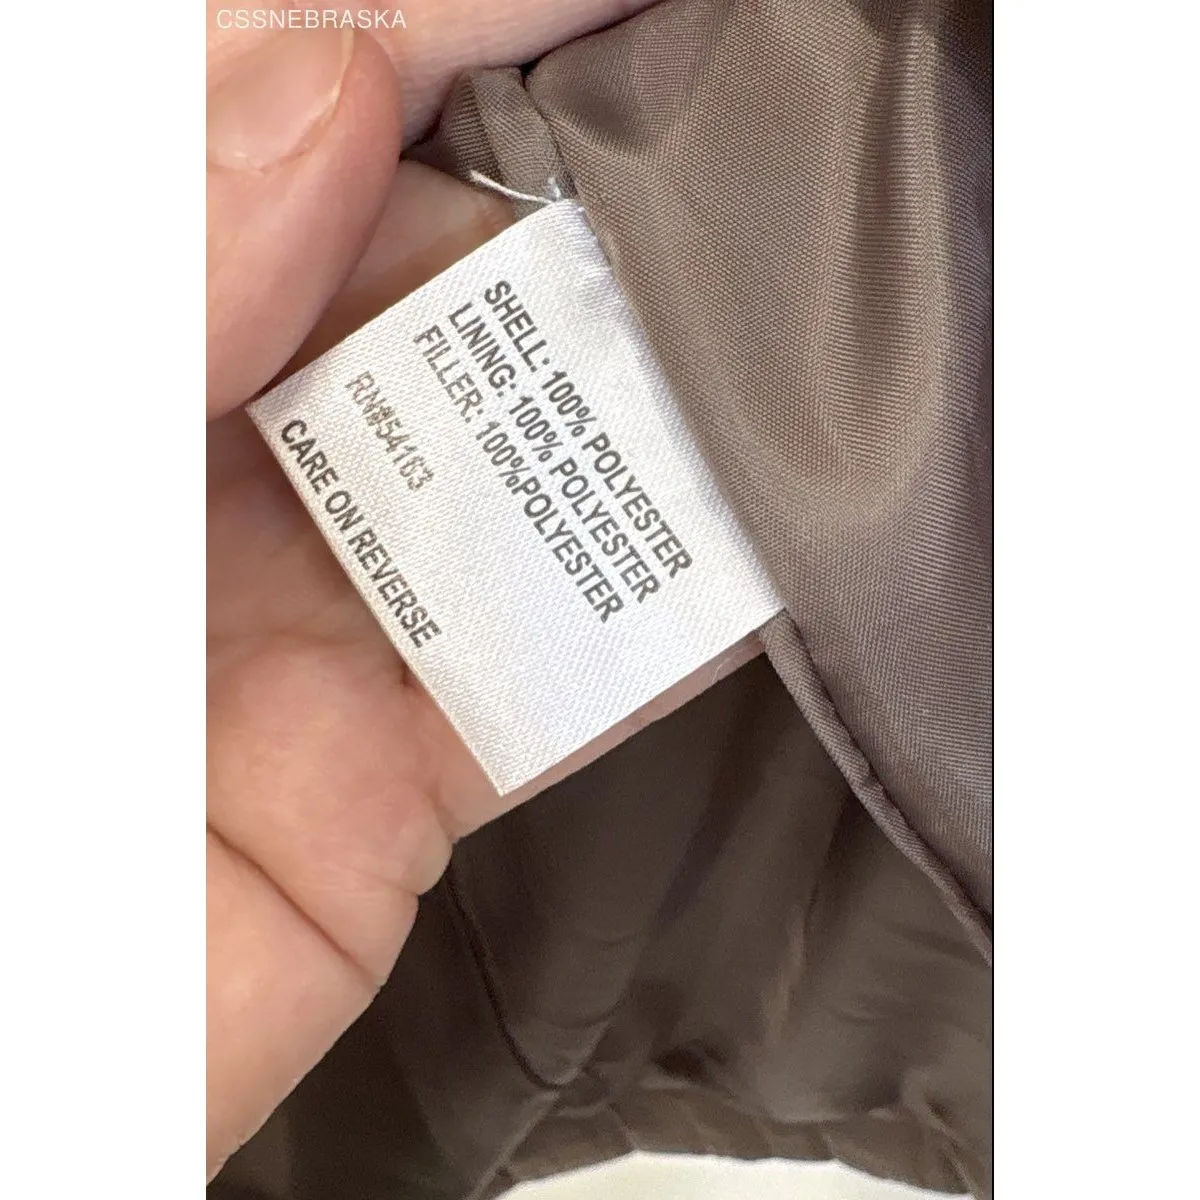 CSSNEBRASKA
SHELL: 100% POLYESTER
LINING: 100% POLYESTER
FILLER: 100%POLYESTER
RN#54163
CARE ON REVERSE